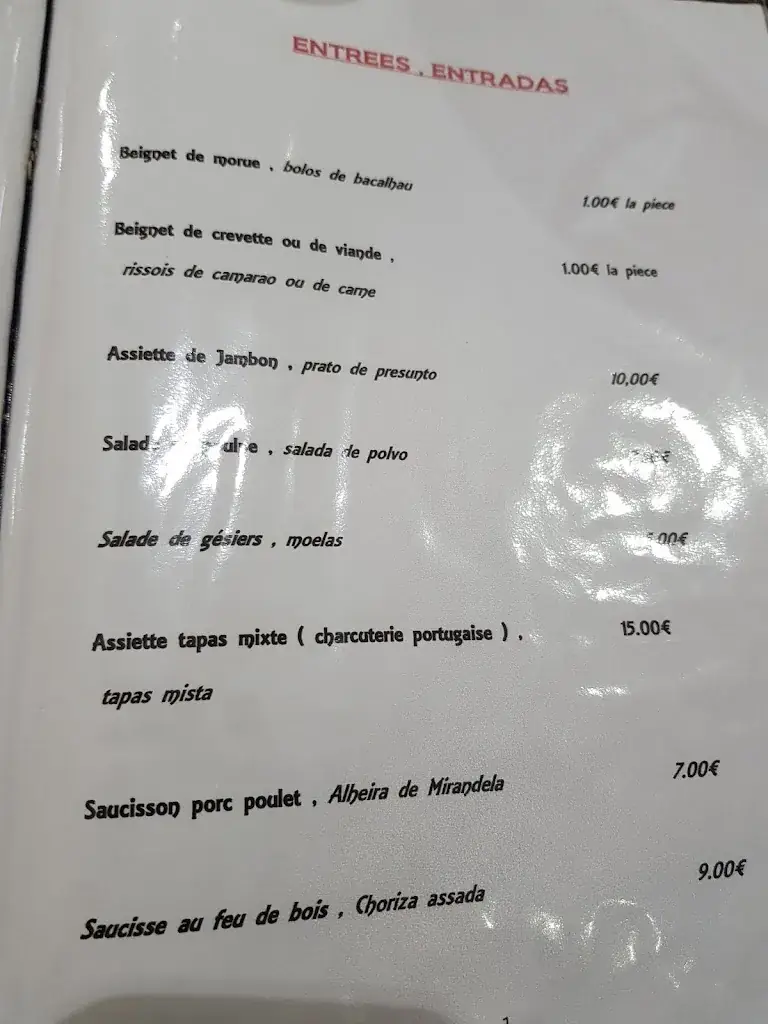 ENTREES , ENTRADAS
Beignet de morue , bolos de bacalhau
1.00€ la piece
Beignet de crevette ou de viande ,
1.00€ la piece
rissois de camarao ou de carne
Assiette de Jambon , prato de presunto
10,00€
, salada de polvo
Salade de gésiers , moelas
Assiette tapas mixte ( charcuterie portugaise ) ,
15.00€
tapas mista
Saucisson porc poulet , Alheira de Mirandela
7.00€
Saucisse au feu de bois , Choriza assada
9.00€